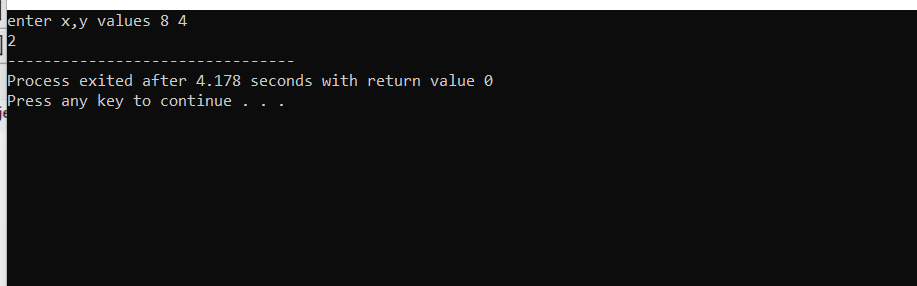 enter x,y values 8 4
2
--------------------------------
Process exited after 4.178 seconds with return value 0
Press any key to continue . . .